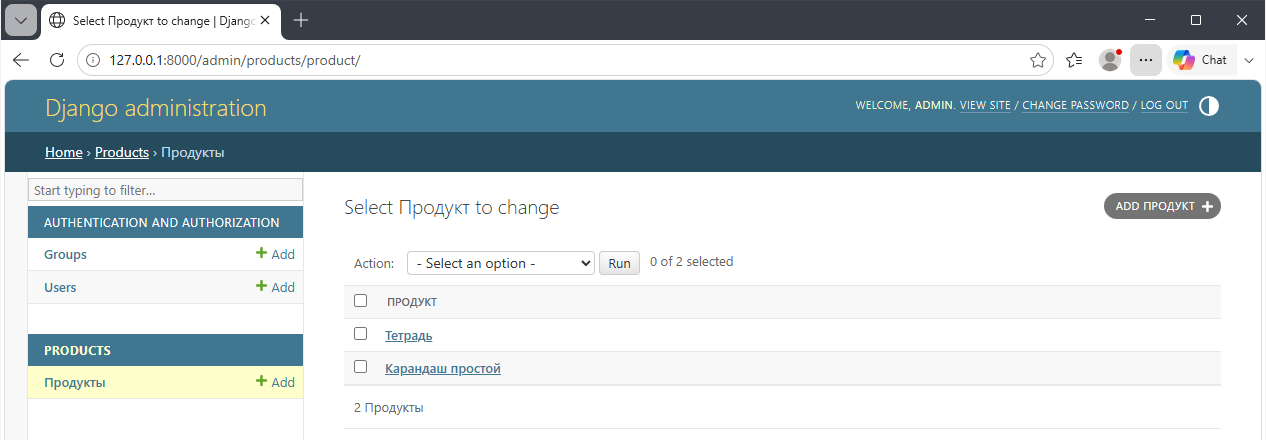 Select Продукт to change | Djang
127.0.0.1:8000/admin/products/product/
Chat
Django administration
WELCOME, ADMIN. VIEW SITE / CHANGE PASSWORD / LOG OUT
Home › Products › Продукты
Start typing to filter...
Select Продукт to change
ADD ПРОДУКТ +
AUTHENTICATION AND AUTHORIZATION
Groups + Add
Action: - Select an option - Run 0 of 2 selected
Users + Add
ПРОДУКТ
Тетрадь
PRODUCTS
Карандаш простой
Продукты + Add
2 Продукты